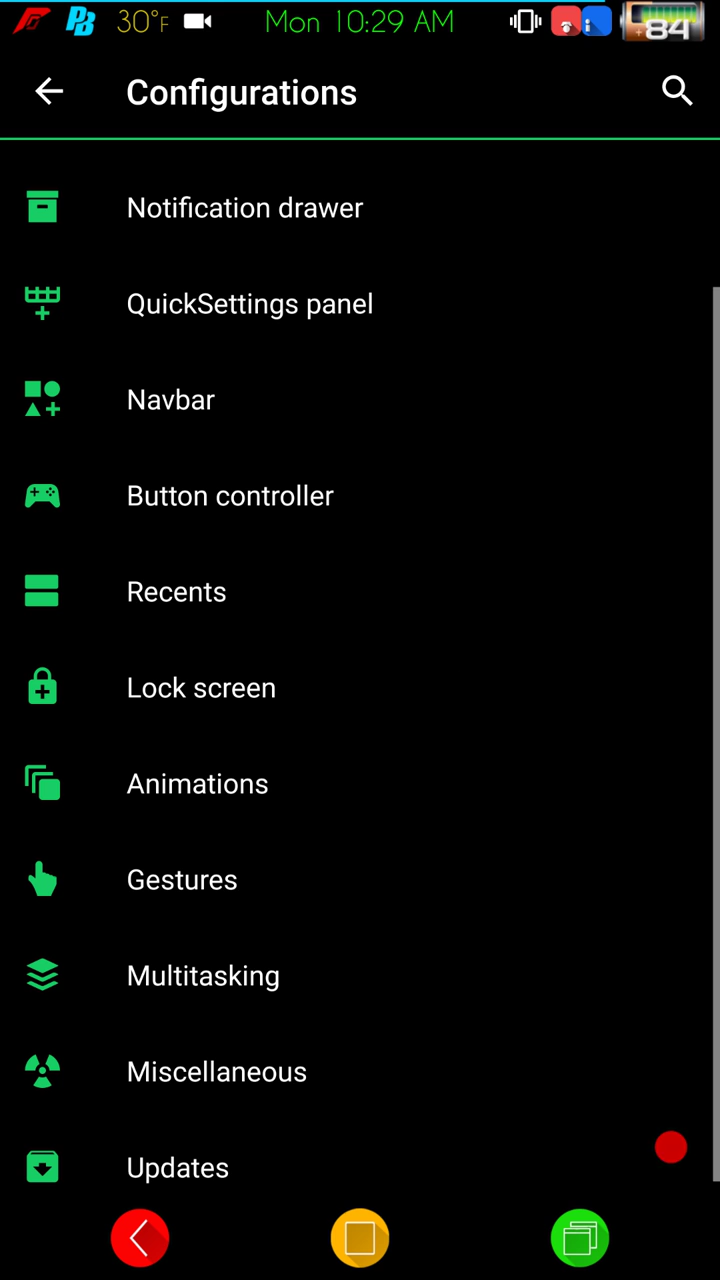 PB 30°F Mon 10:29 AM 84
Configurations
Notification drawer
QuickSettings panel
Navbar
Button controller
Recents
Lock screen
Animations
Gestures
Multitasking
Miscellaneous
Updates